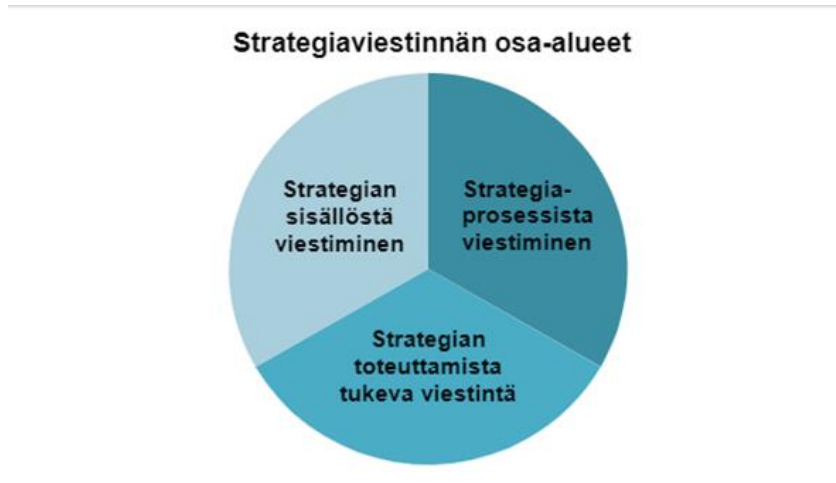 Strategiaviestinnän osa-alueet
Strategian
sisällöstä
viestiminen
Strategia-
prosessista
viestiminen
Strategian
toteuttamista
tukeva viestintä